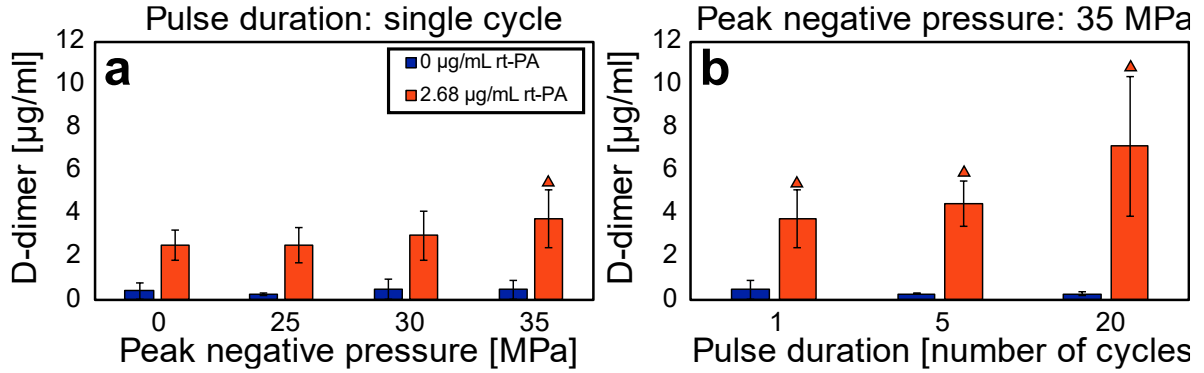 Pulse duration: single cycle
a
0 µg/mL rt-PA
2.68 µg/mL rt-PA
D-dimer [µg/ml]
12
10
8
6
4
2
0
0 25 30 35
Peak negative pressure [MPa]
Peak negative pressure: 35 MPa
b
D-dimer [µg/ml]
12
10
8
6
4
2
0
1 5 20
Pulse duration [number of cycles